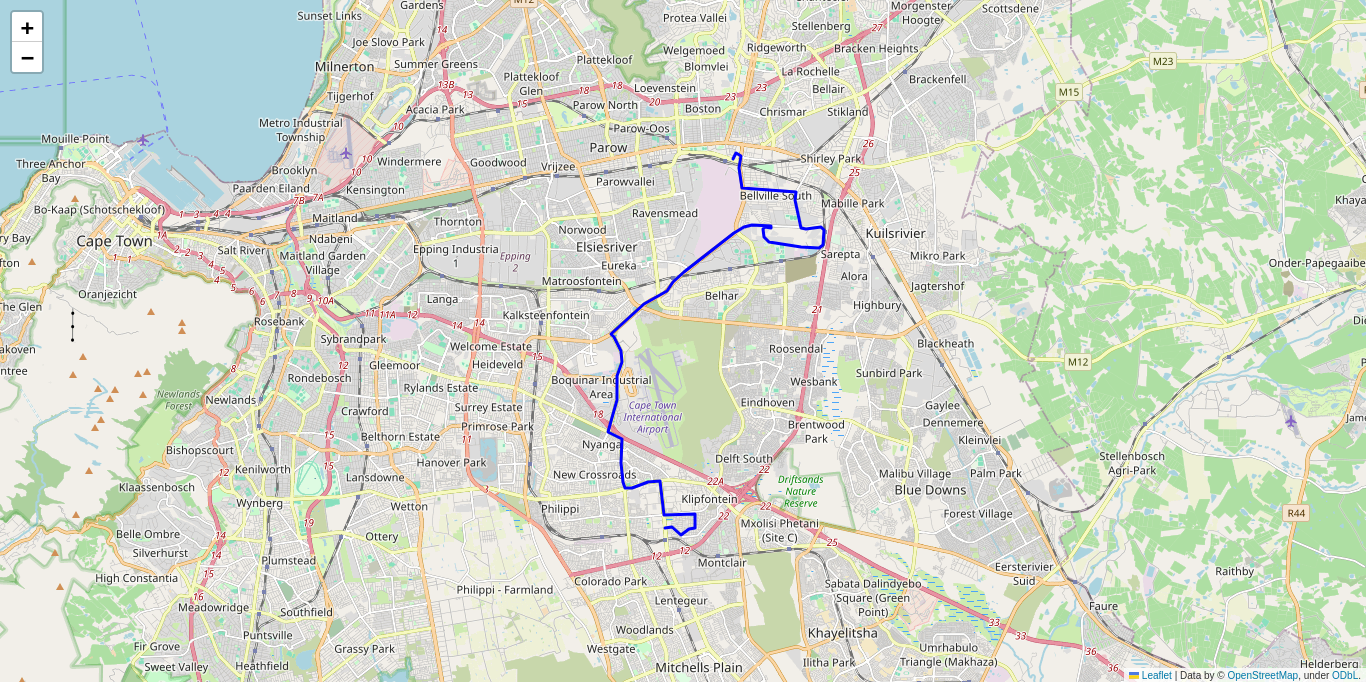 +
−
Sunset Links
Gardens
M12
Joe Slovo Park
14
Summer Greens
Milnerton
Tijgerhof
13B
13
Acacia Park
Plattekloof
Glen
Plattekloof
Parow North
Loevenstein
18
15
18
20
23
23
27
Protea Vallei
Stellenberg
Morgenster
Hoogte
Scottsdene
Welgemoed
Blomvlei
Ridgeworth
Bracken Heights
La Rochelle
Bellair
Brackenfell
Boston
Chrismar
Stikland
M23
M15
Mouille Point
Three Anchor
Bay
Metro Industrial
Township
10
10
Brooklyn
Windermere
Paarden Eiland
Kensington
Goodwood
Vrijzee
Parow
Parow-Oos
Parowvallei
26
25
Shirley Park
Bo-Kaap (Schotschekloof)
Cape Town
1A
1
3
4
4
7B
7A
Maitland
Salt River
Ndabeni
Maitland Garden
Village
Thornton
Epping Industria
1
Epping
2
Norwood
Ravensmead
Elsiesriver
Eureka
Matroosfontein
Bellville South
Mabille Park
Kuilsrivier
Sarepta
Mikro Park
Khaya
Oranjezicht
The Glen
Rosebank
10A
11
11A
12
Langa
14
Kalksteenfontein
Belhar
Alora
Jagtershof
Onder-Papegaaibe
Highbury
21
Sybrandpark
Gleemoor
Welcome Estate
Heideveld
15
Roosendal
Blackheath
M12
Rondebosch
8
Rylands Estate
Boquinar Industrial
Area
Wesbank
Sunbird Park
Newlands
Forest
Newlands
Crawford
Surrey Estate
18
Cape Town
International
Airport
Eindhoven
Gaylee
Dennemere
Brentwood
Park
Belthorn Estate
Primrose Park
Nyanga
Kleinvlei
Bishopscourt
Kenilworth
Hanover Park
New Crossroads
Delft South
22
Malibu Village
Palm Park
Stellenbosch
Agri-Park
Klaassenbosch
Lansdowne
22A
Driftsands
Nature
Reserve
Blue Downs
Wynberg
Wetton
Philippi
Klipfontein
22
22
Forest Village
R44
Belle Ombre
Silverhurst
Ottery
Mxolisi Phetani
(Site C)
25
Plumstead
12
12
Montclair
High Constantia
Colorado Park
Eersterivier
Suid
Raithby
Philippi - Farmland
Sabata Dalindyebo
Square (Green
Point)
Meadowridge
16
Southfield
Lentegeur
Faure
Puntsville
Woodlands
Khayelitsha
33
33
Fir Grove
Grassy Park
Westgate
Umrhabulo
Triangle (Makhaza)
36
Sweet Valley
Heathfield
Mitchells Plain
Ilitha Park
Helderberg
Leaflet | Data by © OpenStreetMap, under ODbL.